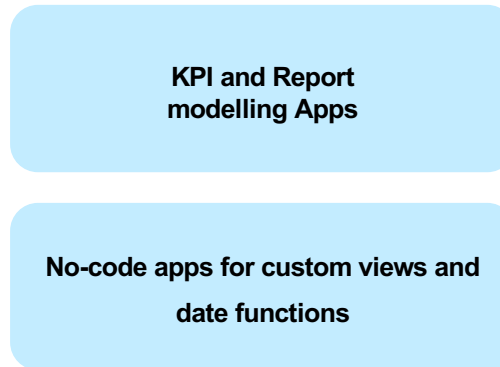 KPI and Report
modelling Apps
No-code apps for custom views and
date functions